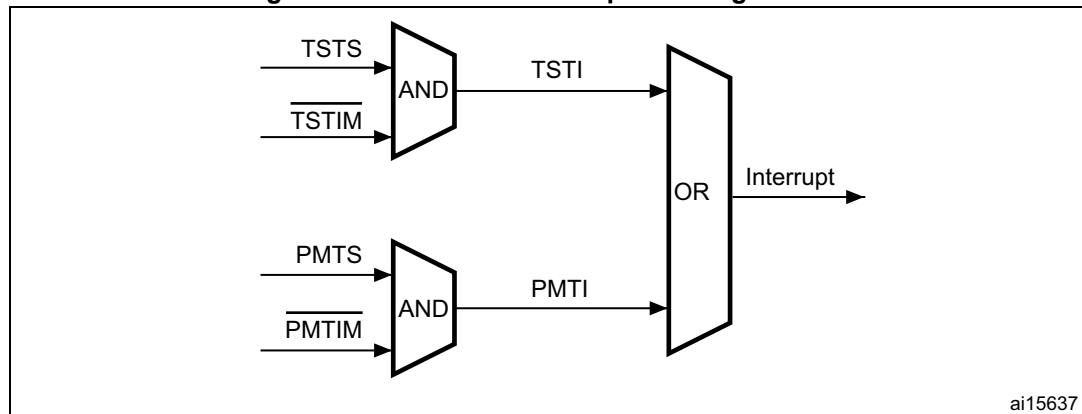 TSTS
TSTIM
AND
TSTI
OR
Interrupt
PMTS
PMTIM
AND
PMTI
ai15637